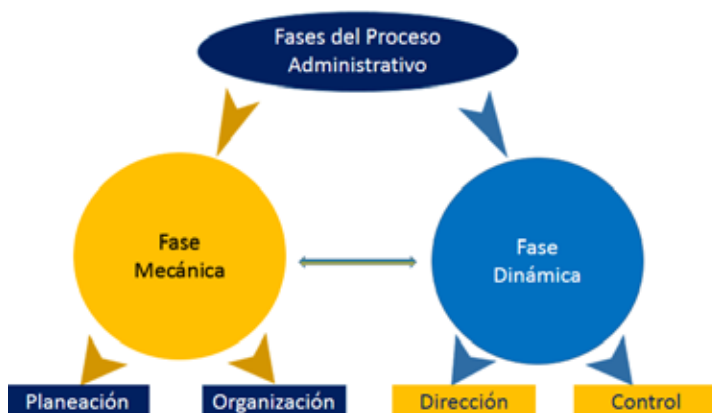 Fases del Proceso
Administrativo
Fase
Mecánica
Fase
Dinámica
Planeación
Organización
Dirección
Control